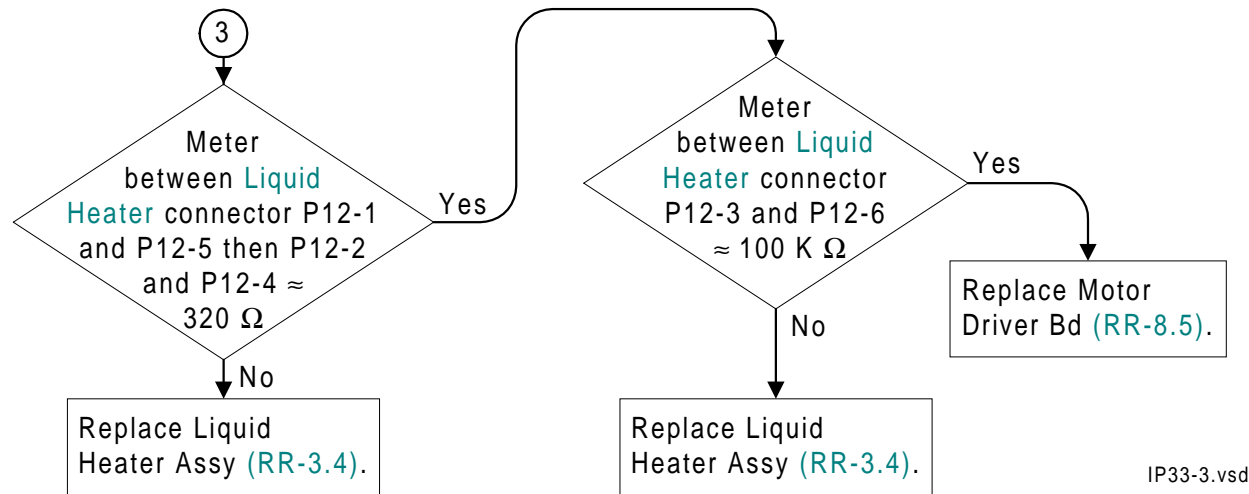 3
Meter
between Liquid
Heater connector P12-1
and P12-5 then P12-2
and P12-4 ≈
320 Ω
Yes
No
Replace Liquid
Heater Assy (RR-3.4).
Meter
between Liquid
Heater connector
P12-3 and P12-6
≈ 100 K Ω
Yes
No
Replace Liquid
Heater Assy (RR-3.4).
Replace Motor
Driver Bd (RR-8.5).
IP33-3.vsd